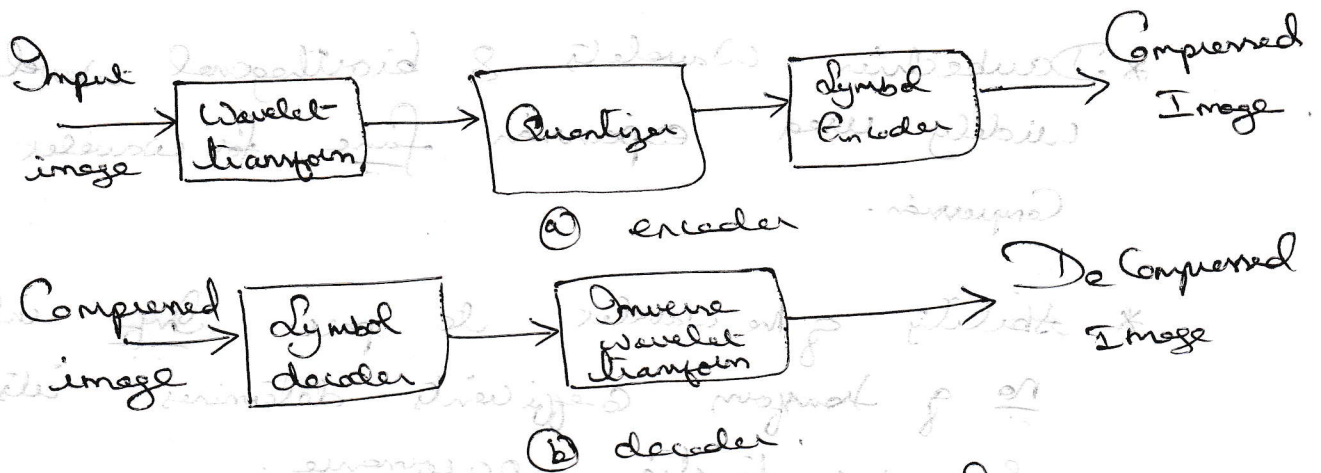 Input
image
Wavelet
transform
Quantizer
Symbol
Encoder
Compressed
Image.
(a) encoder
Compressed
image
Symbol
decoder
Inverse
wavelet
transform
De Compressed
Image
(b) decoder.